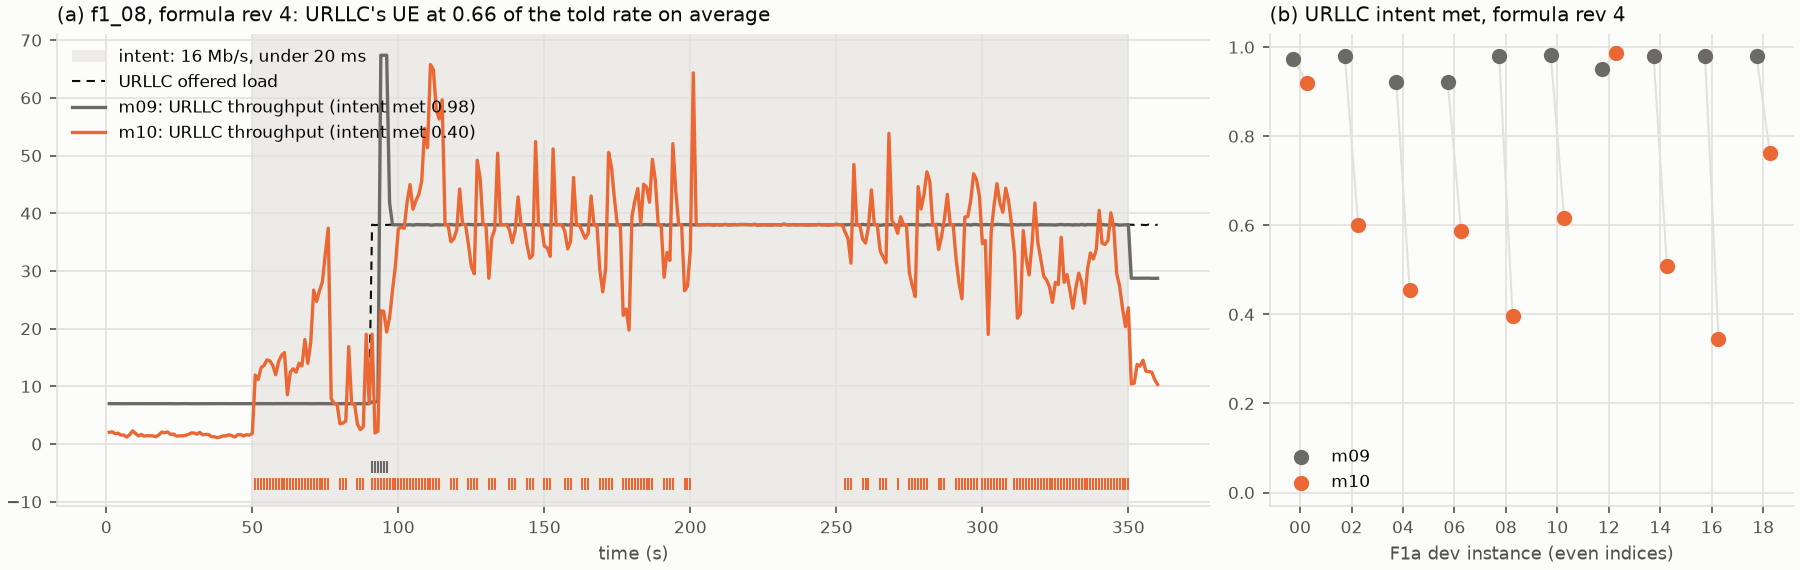 (a) f1_08, formula rev 4: URLLC's UE at 0.66 of the told rate on average
70
60
50
40
30
20
10
0
−10
intent: 16 Mb/s, under 20 ms
URLLC offered load
m09: URLLC throughput (intent met 0.98)
m10: URLLC throughput (intent met 0.40)
0 50 100 150 200 250 300 350
time (s)
(b) URLLC intent met, formula rev 4
1.0
0.8
0.6
0.4
0.2
0.0
m09
m10
00 02 04 06 08 10 12 14 16 18
F1a dev instance (even indices)